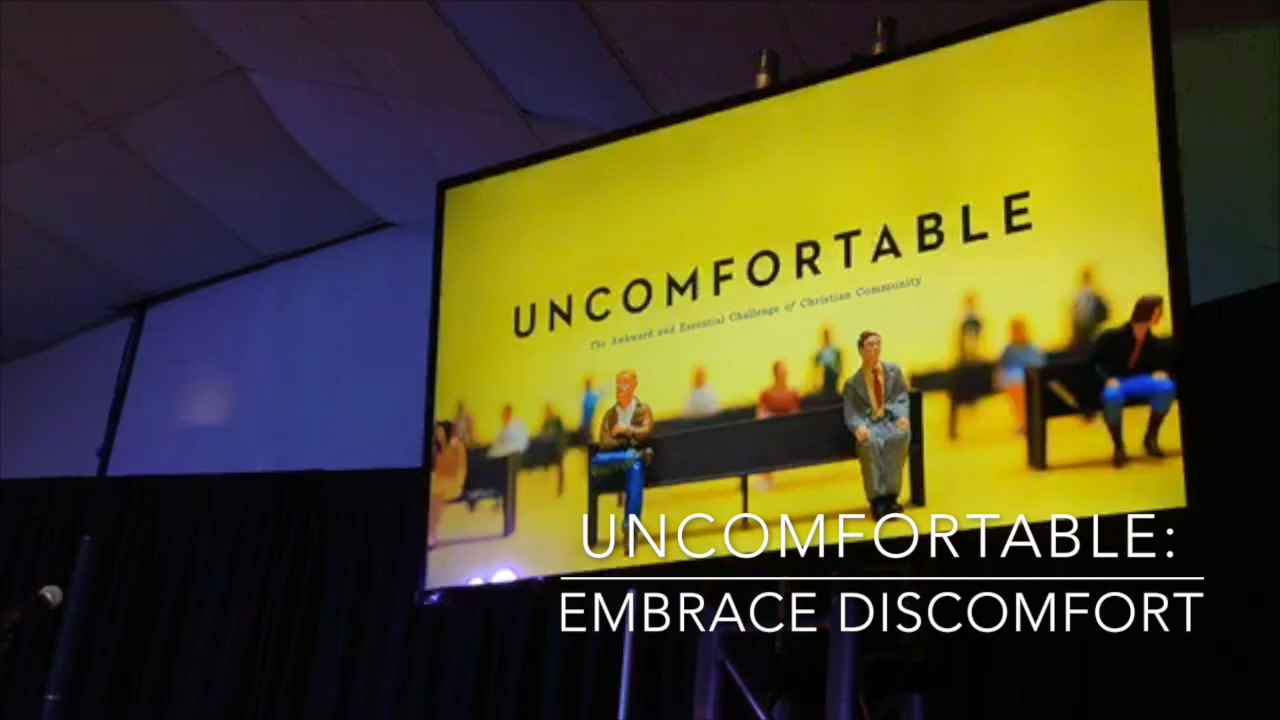 UNCOMFORTABLE
The Awkward and Essential Challenge of Christian Community
UNCOMFORTABLE:
EMBRACE DISCOMFORT